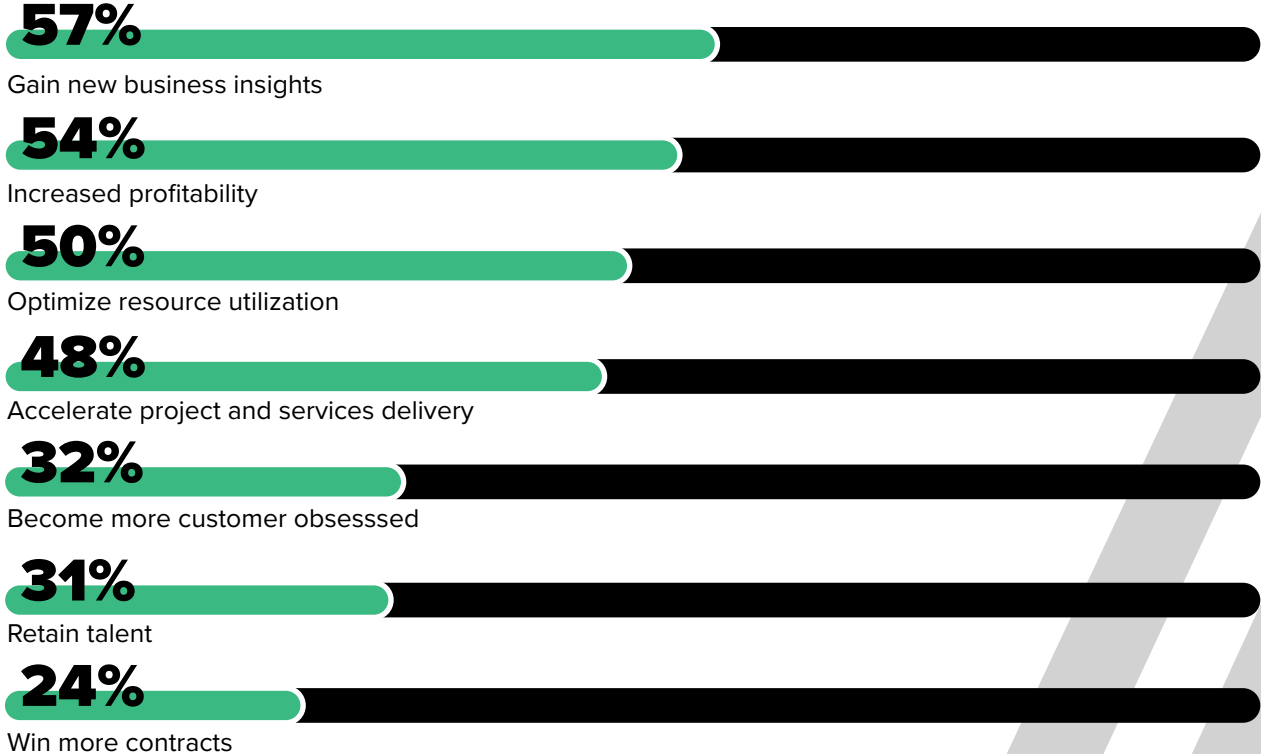 57%
Gain new business insights
54%
Increased profitability
50%
Optimize resource utilization
48%
Accelerate project and services delivery
32%
Become more customer obsesssed
31%
Retain talent
24%
Win more contracts